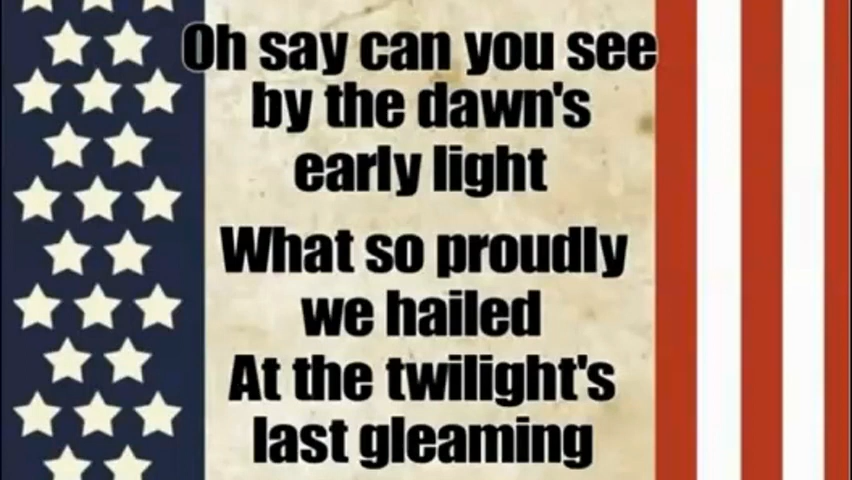 Oh say can you see
by the dawn's
early light
What so proudly
we hailed
At the twilight's
last gleaming